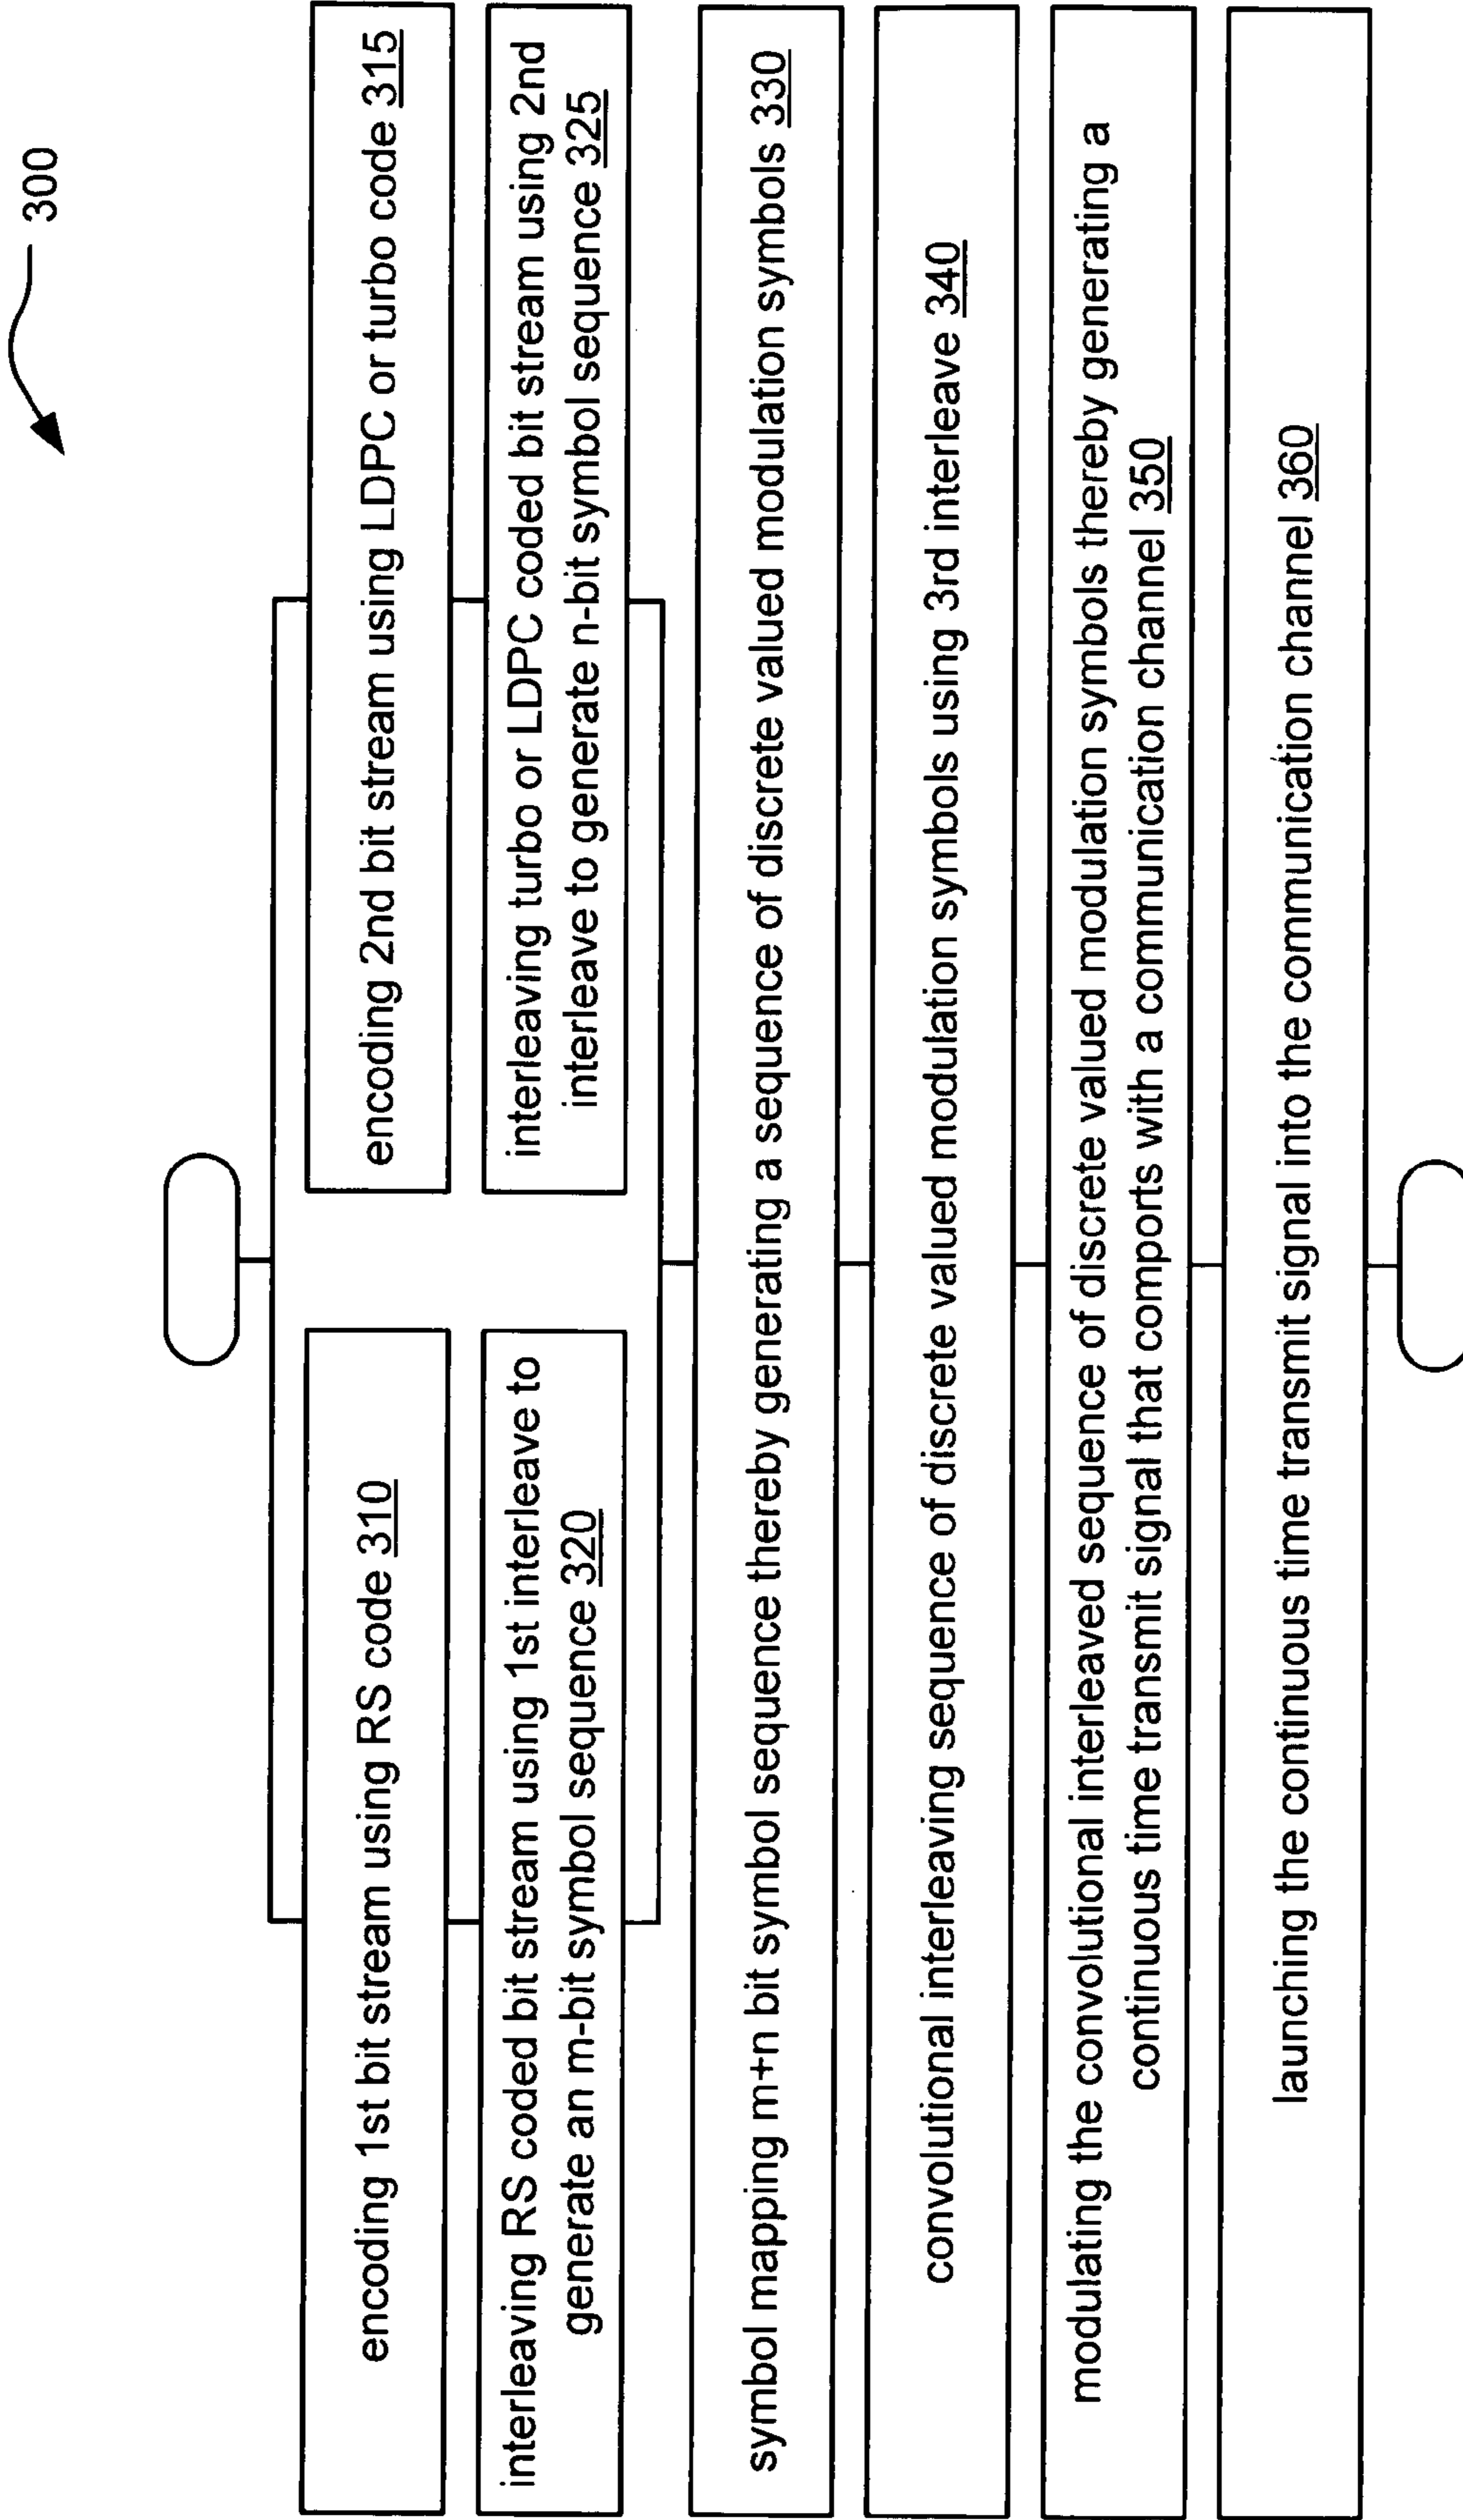 300
encoding 1st bit stream using RS code 310
encoding 2nd bit stream using LDPC or turbo code 315
interleaving RS coded bit stream using 1st interleave to
generate an m-bit symbol sequence 320
interleaving turbo or LDPC coded bit stream using 2nd
interleave to generate n-bit symbol sequence 325
symbol mapping m+n bit symbol sequence thereby generating a sequence of discrete valued modulation symbols 330
convolutional interleaving sequence of discrete valued modulation symbols using 3rd interleave 340
modulating the convolutional interleaved sequence of discrete valued modulation symbols thereby generating a
continuous time transmit signal that comports with a communication channel 350
launching the continuous time transmit signal into the communication channel 360